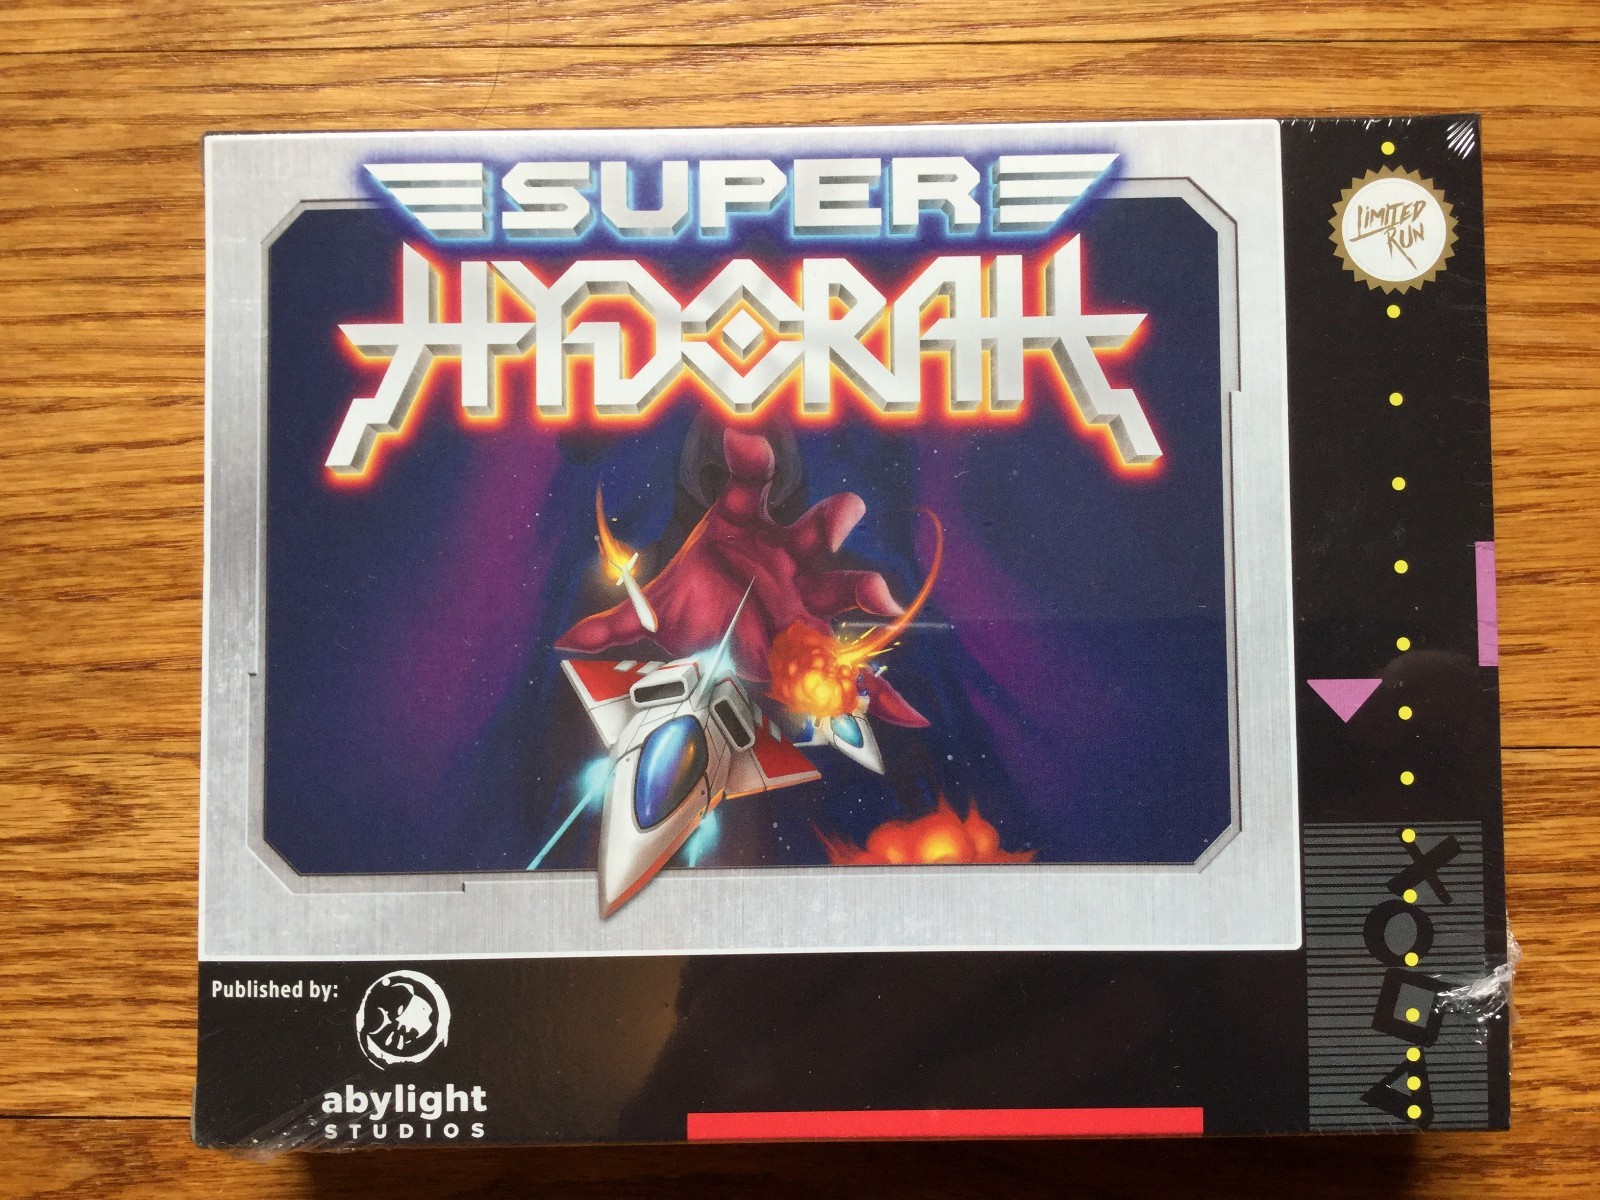 SUPER
HYDORAH
LIMITED
RUN
Published by:
abylight
STUDIOS